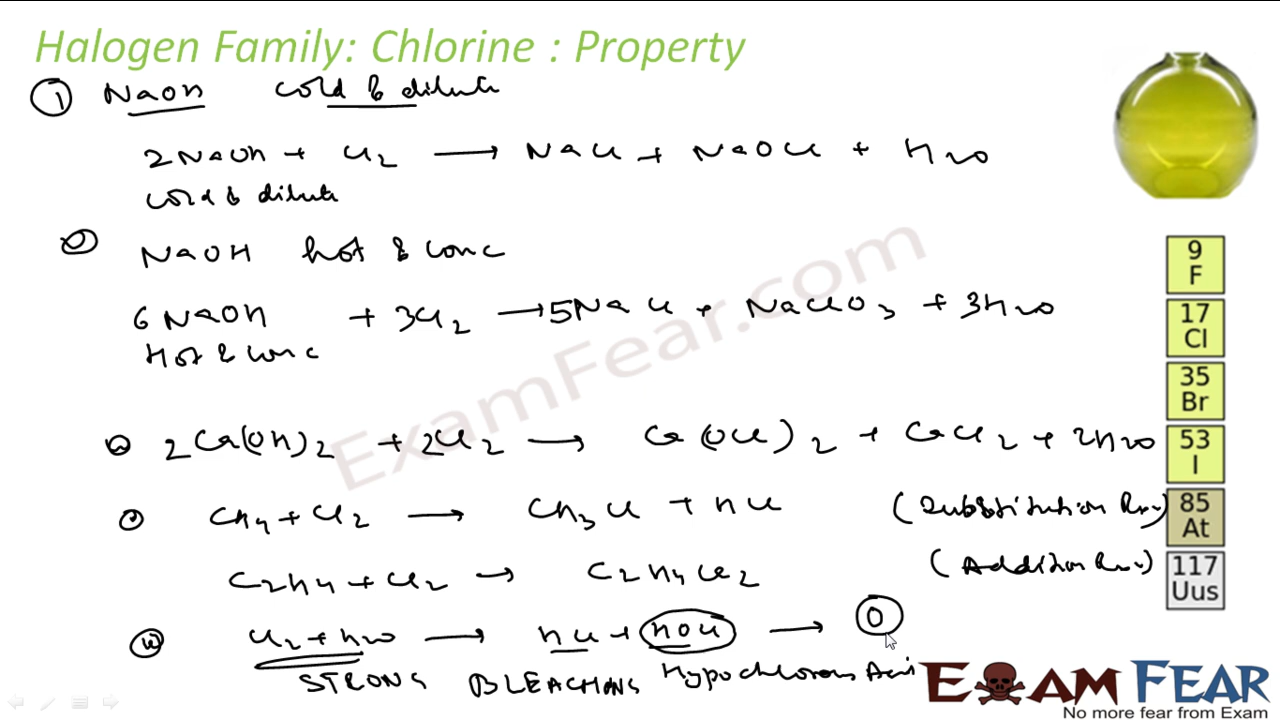 Halogen Family: Chlorine : Property
① NaOH cold & dilute
2NaOH + Cl2 → NaCl + NaOCl + H2O
cold & dilute
NaOH hot & conc
6NaOH + 3Cl2 → 5NaCl + NaClO3 + 3H2O
Hot & conc
2Ca(OH)2 + 2Cl2 → Ca(OCl)2 + CaCl2 + 2H2O
CH4 + Cl2 → CH3Cl + HCl (Substitution Rxn)
C2H4 + Cl2 → C2H4Cl2 (Addition Rxn)
Cl2 + H2O → HCl + HOCl → O
STRONG BLEACHING Hypochlorous Acid
9
F
17
Cl
35
Br
53
I
85
At
117
Uus
ExamFear.com
EXAM FEAR
No more fear from Exam